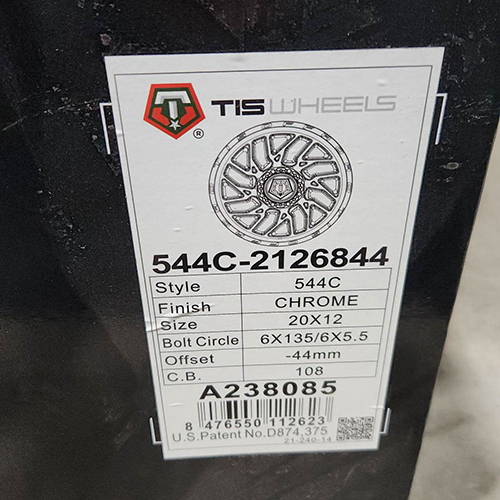 TIS WHEELS
®
544C-2126844
Style 544C
Finish CHROME
Size 20X12
Bolt Circle 6X135/6X5.5
Offset -44mm
C.B. 108
A238085
8 476550 112623
U.S.Patent No.D874,375
21-240-14